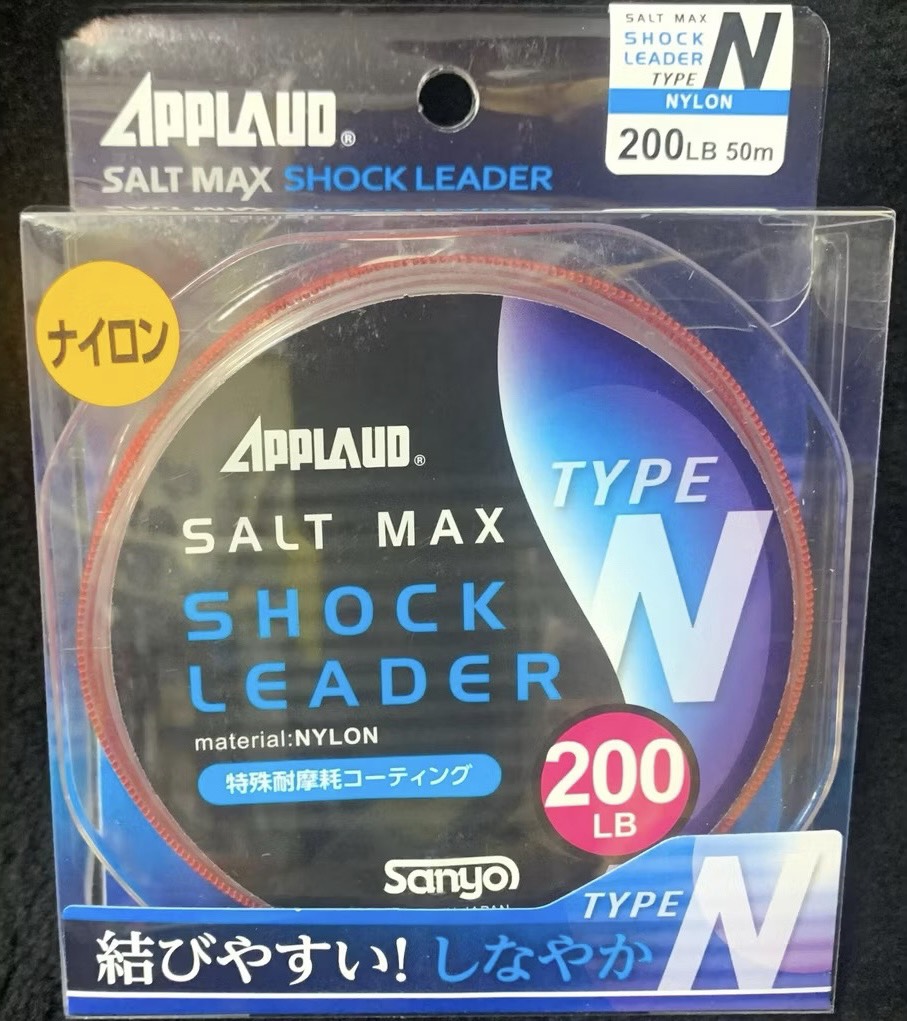 APPLAUD®
SALT MAX SHOCK LEADER
SALT MAX
SHOCK
LEADER
TYPE N
NYLON
200LB 50m
ナイロン
APPLAUD®
SALT MAX
SHOCK
LEADER
material:NYLON
特殊耐摩耗コーティング
TYPE
N
200
LB
Sanyo
JAPAN
TYPE N
結びやすい! しなやか